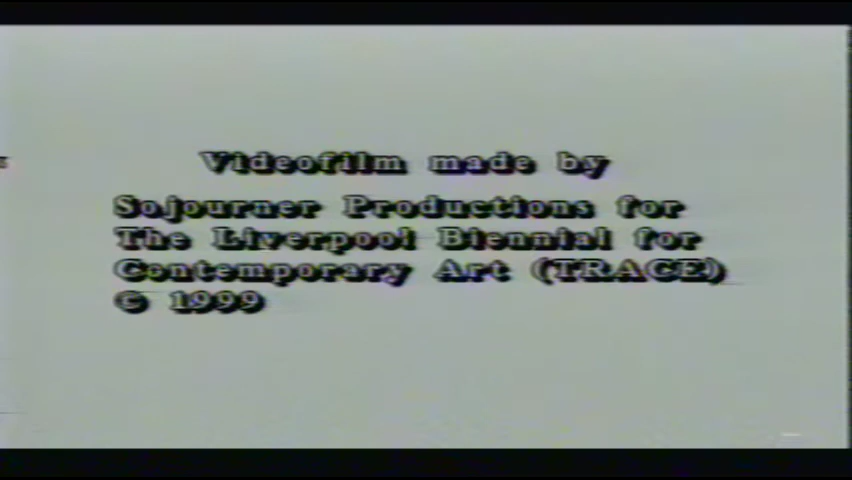 Videofilm made by
Sojourner Productions for
The Liverpool Biennial for
Contemporary Art (TRACE)
© 1999